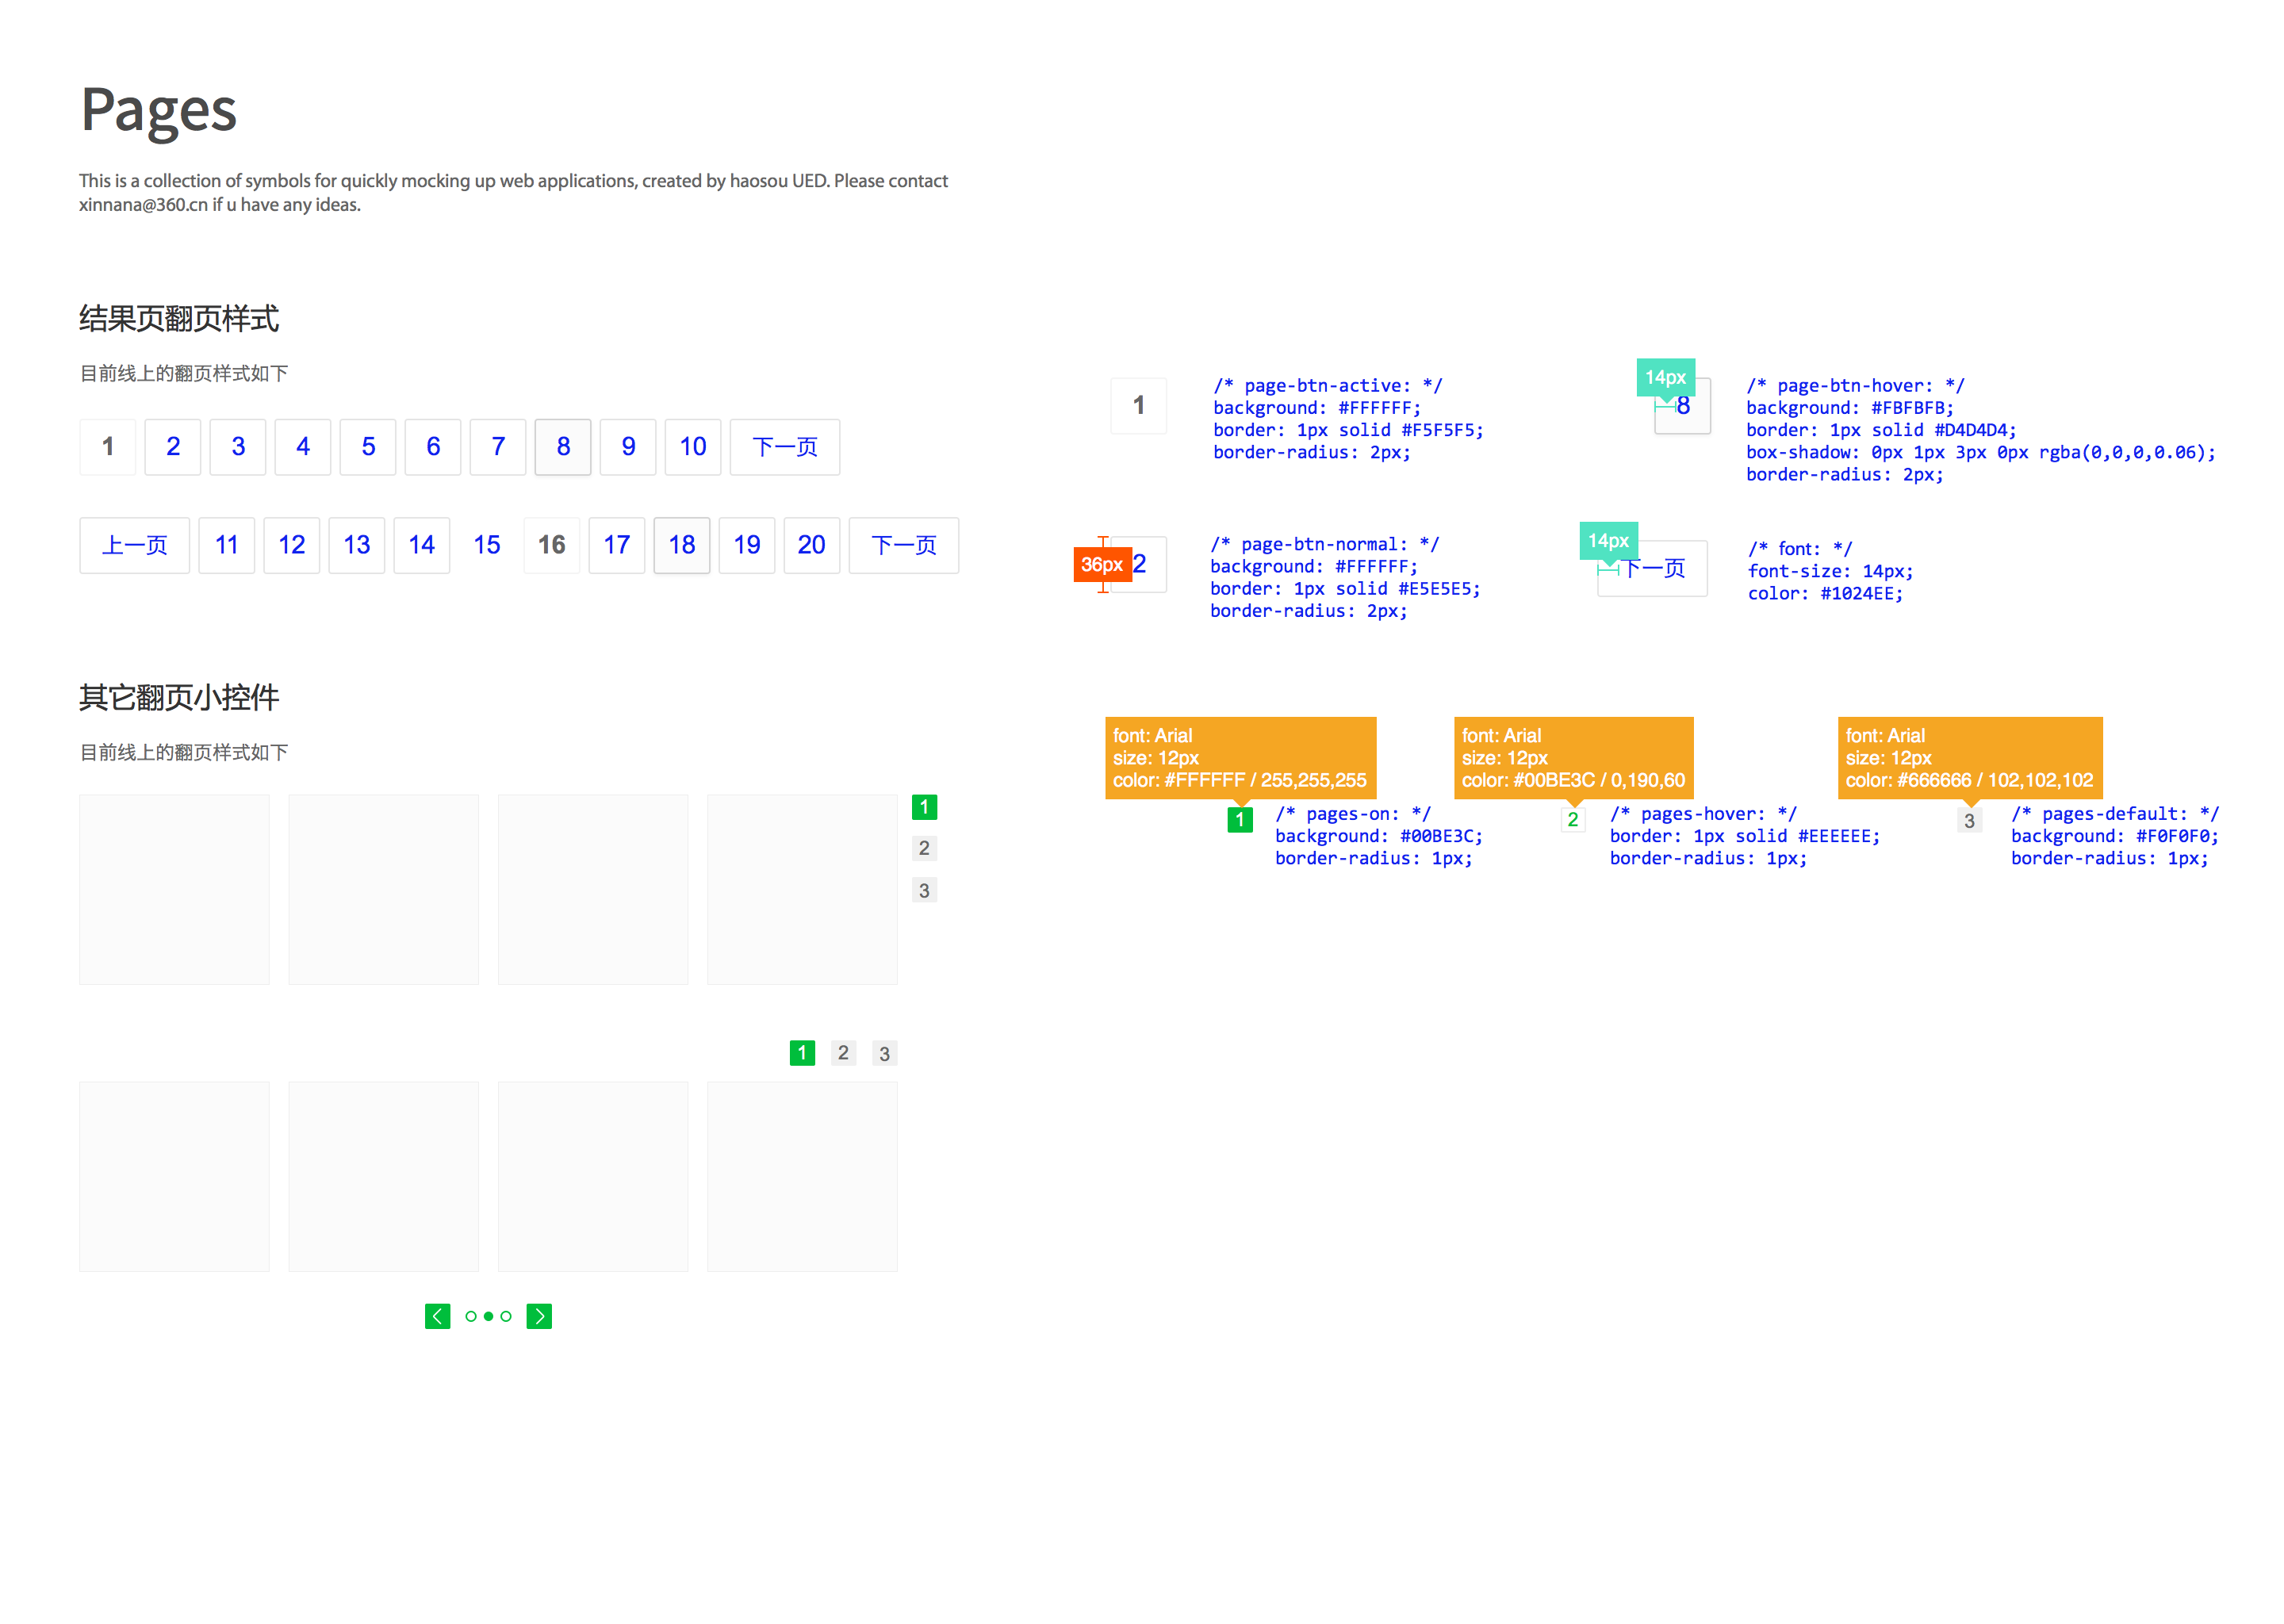 Pages
This is a collection of symbols for quickly mocking up web applications, created by haosou UED. Please contact
xinnana@360.cn if u have any ideas.
结果页翻页样式
目前线上的翻页样式如下
1 2 3 4 5 6 7 8 9 10 下一页
上一页 11 12 13 14 15 16 17 18 19 20 下一页
1
/* page-btn-active: */
background: #FFFFFF;
border: 1px solid #F5F5F5;
border-radius: 2px;
14px
8
/* page-btn-hover: */
background: #FBFBFB;
border: 1px solid #D4D4D4;
box-shadow: 0px 1px 3px 0px rgba(0,0,0,0.06);
border-radius: 2px;
36px
2
/* page-btn-normal: */
background: #FFFFFF;
border: 1px solid #E5E5E5;
border-radius: 2px;
14px
下一页
/* font: */
font-size: 14px;
color: #1024EE;
其它翻页小控件
目前线上的翻页样式如下
1
2
3
1 2 3
font: Arial
size: 12px
color: #FFFFFF / 255,255,255
1
/* pages-on: */
background: #00BE3C;
border-radius: 1px;
font: Arial
size: 12px
color: #00BE3C / 0,190,60
2
/* pages-hover: */
border: 1px solid #EEEEEE;
border-radius: 1px;
font: Arial
size: 12px
color: #666666 / 102,102,102
3
/* pages-default: */
background: #F0F0F0;
border-radius: 1px;